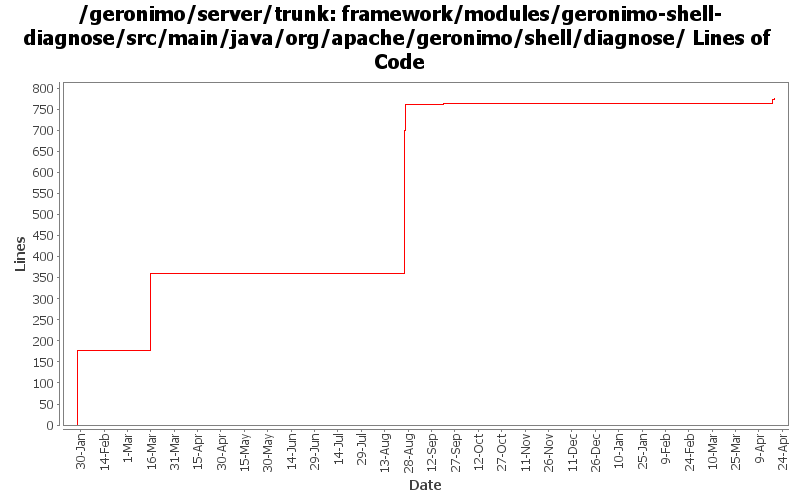 /geronimo/server/trunk: framework/modules/geronimo-shell-
diagnose/src/main/java/org/apache/geronimo/shell/diagnose/ Lines of
Code
800
750
700
650
600
550
500
450
400
350
300
250
200
150
100
50
0
Lines
30-Jan
14-Feb
1-Mar
16-Mar
31-Mar
15-Apr
30-Apr
15-May
30-May
14-Jun
29-Jun
14-Jul
29-Jul
13-Aug
28-Aug
12-Sep
27-Sep
12-Oct
27-Oct
11-Nov
26-Nov
11-Dec
26-Dec
10-Jan
25-Jan
9-Feb
24-Feb
10-Mar
25-Mar
9-Apr
24-Apr
Date